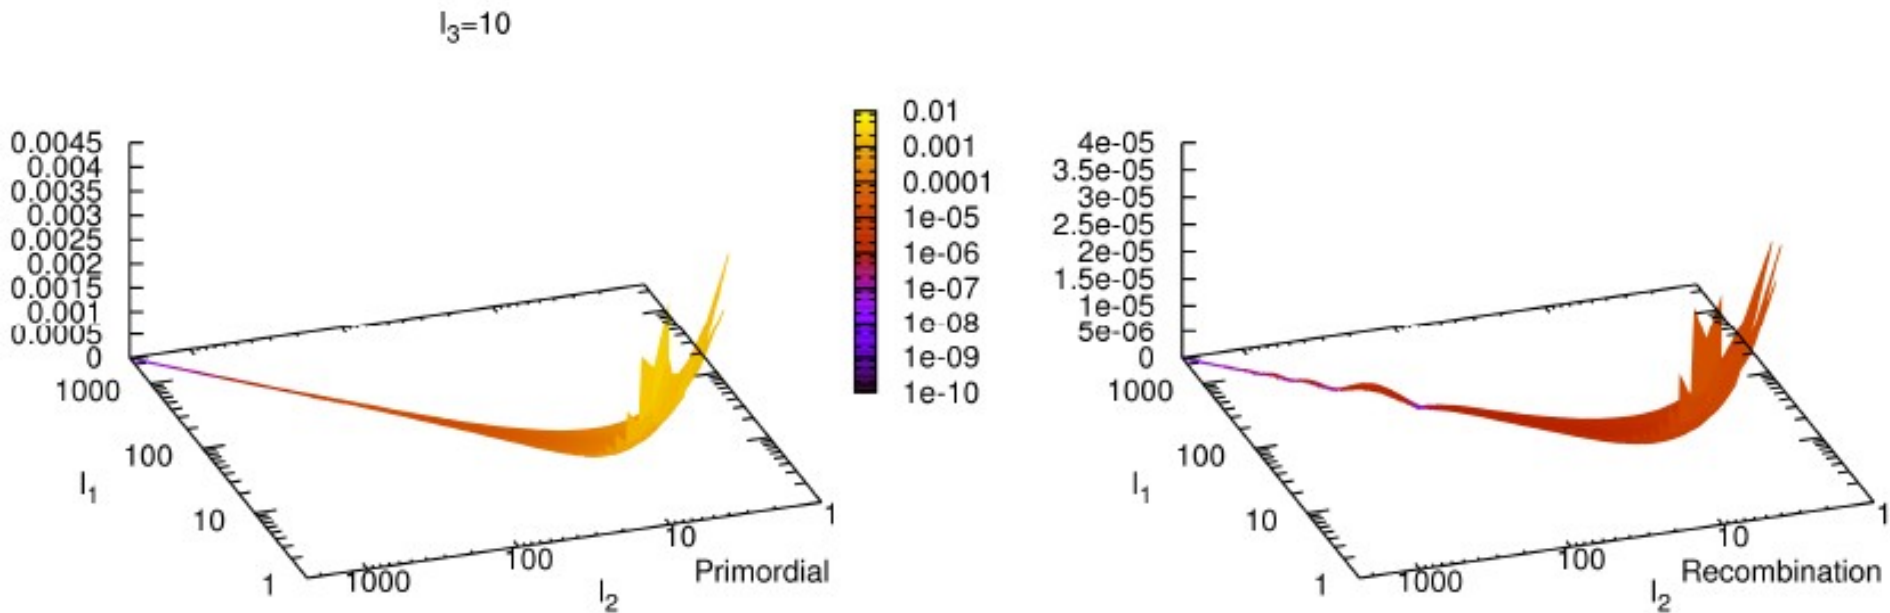 l3=10
0.0045
0.004
0.0035
0.003
0.0025
0.002
0.0015
0.001
0.0005
0
1000
100
l1
10
1
1000
100
l2
10
1
Primordial
0.01
0.001
0.0001
1e-05
1e-06
1e-07
1e-08
1e-09
1e-10
4e-05
3.5e-05
3e-05
2.5e-05
2e-05
1.5e-05
1e-05
5e-06
0
1000
100
l1
10
1
1000
100
l2
10
1
Recombination